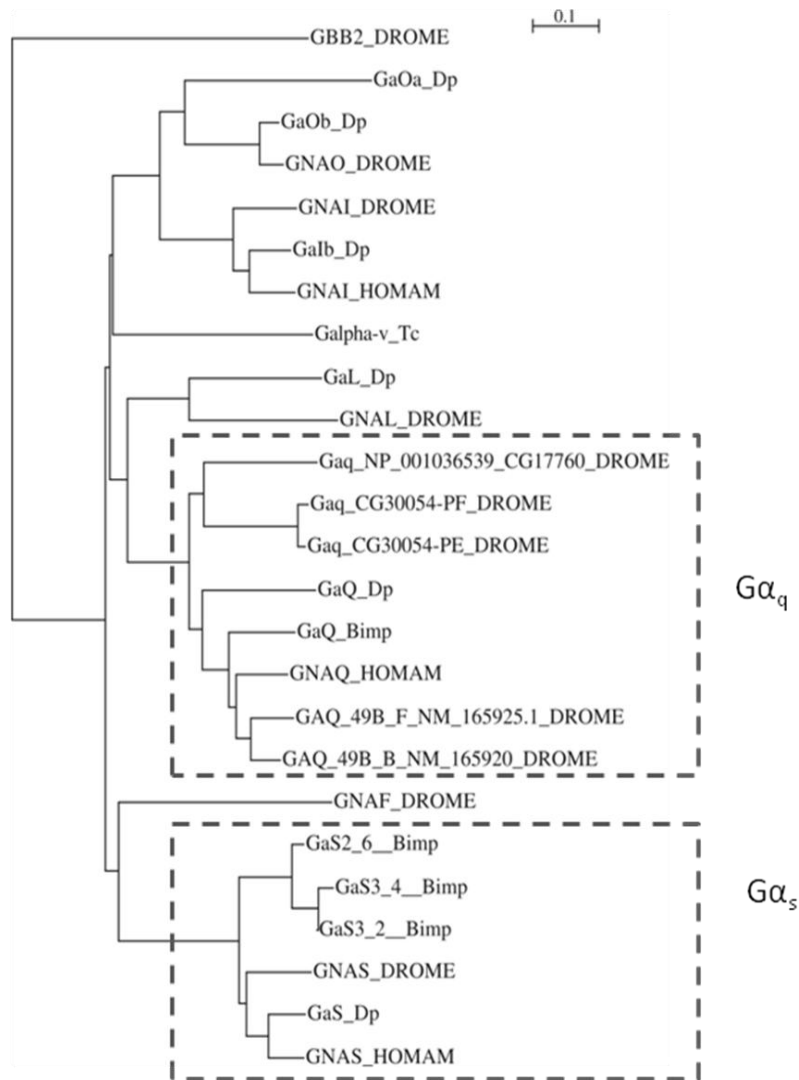 0.1
GBB2_DROME
GaOa_Dp
GaOb_Dp
GNAO_DROME
GNAI_DROME
GaIb_Dp
GNAI_HOMAM
Galpha-v_Tc
GaL_Dp
GNAL_DROME
Gaq_NP_001036539_CG17760_DROME
Gaq_CG30054-PF_DROME
Gaq_CG30054-PE_DROME
GaQ_Dp
Gαq
GaQ_Bimp
GNAQ_HOMAM
GAQ_49B_F_NM_165925.1_DROME
GAQ_49B_B_NM_165920_DROME
GNAF_DROME
GaS2_6__Bimp
GaS3_4__Bimp
Gαs
GaS3_2__Bimp
GNAS_DROME
GaS_Dp
GNAS_HOMAM